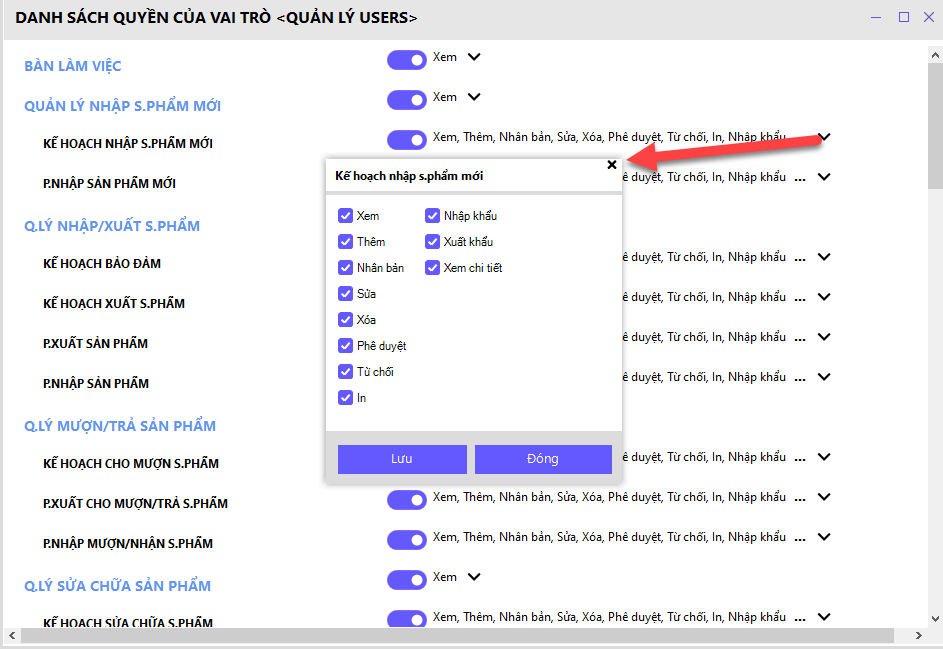 DANH SÁCH QUYỀN CỦA VAI TRÒ <QUẢN LÝ USERS>
BÀN LÀM VIỆC Xem
QUẢN LÝ NHẬP S.PHẨM MỚI Xem
KẾ HOẠCH NHẬP S.PHẨM MỚI Xem, Thêm, Nhân bản, Sửa, Xóa, Phê duyệt, Từ chối, In, Nhập khẩu
P.NHẬP SẢN PHẨM MỚI ê duyệt, Từ chối, In, Nhập khẩu ...
Q.LÝ NHẬP/XUẤT S.PHẨM
KẾ HOẠCH BẢO ĐẢM ê duyệt, Từ chối, In, Nhập khẩu ...
KẾ HOẠCH XUẤT S.PHẨM ê duyệt, Từ chối, In, Nhập khẩu ...
P.XUẤT SẢN PHẨM ê duyệt, Từ chối, In, Nhập khẩu ...
P.NHẬP SẢN PHẨM ê duyệt, Từ chối, In, Nhập khẩu ...
Q.LÝ MƯỢN/TRẢ SẢN PHẨM
KẾ HOẠCH CHO MƯỢN S.PHẨM ê duyệt, Từ chối, In, Nhập khẩu ...
P.XUẤT CHO MƯỢN/TRẢ S.PHẨM Xem, Thêm, Nhân bản, Sửa, Xóa, Phê duyệt, Từ chối, In, Nhập khẩu ...
P.NHẬP MƯỢN/NHẬN S.PHẨM Xem, Thêm, Nhân bản, Sửa, Xóa, Phê duyệt, Từ chối, In, Nhập khẩu ...
Q.LÝ SỬA CHỮA SẢN PHẨM Xem
KẾ HOẠCH SỬA CHỮA S.PHẨM Xem, Thêm, Nhân bản, Sửa, Xóa, Phê duyệt, Từ chối, In, Nhập khẩu ...
Kế hoạch nhập s.phẩm mới
Xem Nhập khẩu
Thêm Xuất khẩu
Nhân bản Xem chi tiết
Sửa
Xóa
Phê duyệt
Từ chối
In
Lưu Đóng